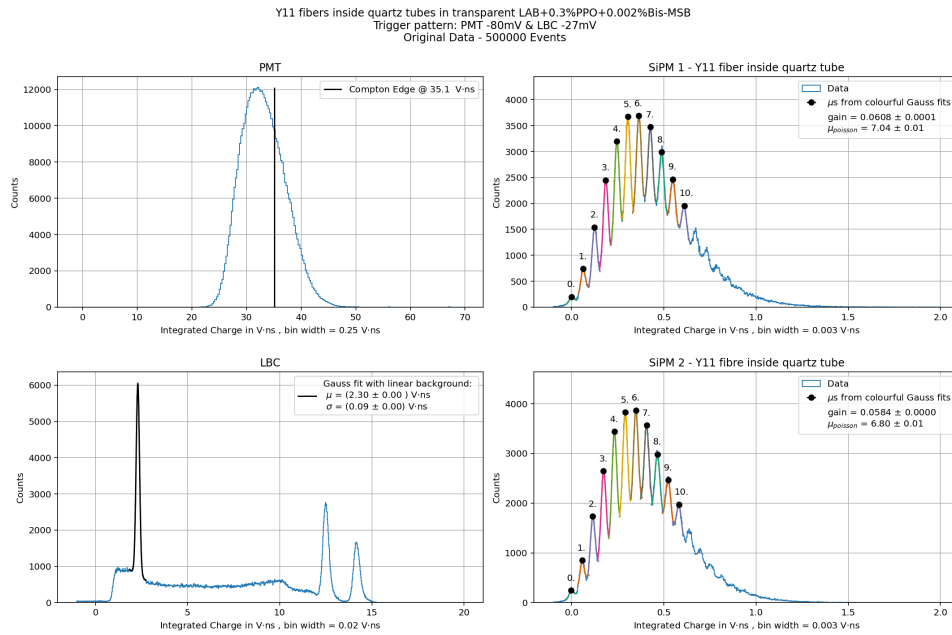 Y11 fibers inside quartz tubes in transparent LAB+0.3%PPO+0.002%Bis-MSB
Trigger pattern: PMT -80mV & LBC -27mV
Original Data - 500000 Events
PMT
Compton Edge @ 35.1 V·ns
12000
10000
8000
6000
4000
2000
0
Counts
0 10 20 30 40 50 60 70
Integrated Charge in V·ns , bin width = 0.25 V·ns
SiPM 1 - Y11 fiber inside quartz tube
Data
μs from colourful Gauss fits
gain = 0.0608 ± 0.0001
μpoisson = 7.04 ± 0.01
4000
3500
3000
2500
2000
1500
1000
500
0
Counts
0. 1. 2. 3. 4. 5. 6. 7. 8. 9. 10.
0.0 0.5 1.0 1.5 2.0
Integrated Charge in V·ns , bin width = 0.003 V·ns
LBC
Gauss fit with linear background:
μ = (2.30 ± 0.00 ) V·ns
σ = (0.09 ± 0.00) V·ns
6000
5000
4000
3000
2000
1000
0
Counts
0 5 10 15 20
Integrated Charge in V·ns , bin width = 0.02 V·ns
SiPM 2 - Y11 fibre inside quartz tube
Data
μs from colourful Gauss fits
gain = 0.0584 ± 0.0000
μpoisson = 6.80 ± 0.01
4000
3000
2000
1000
0
Counts
0. 1. 2. 3. 4. 5. 6. 7. 8. 9. 10.
0.0 0.5 1.0 1.5 2.0
Integrated Charge in V·ns , bin width = 0.003 V·ns